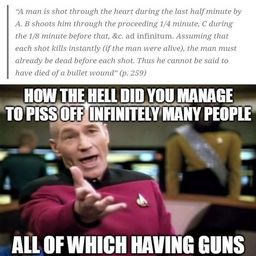 “A man is shot through the heart during the last half minute by
A. B shoots him through the proceeding 1/4 minute, C during
the 1/8 minute before that, &c. ad infinitum. Assuming that
each shot kills instantly (if the man were alive), the man must
already be dead before each shot. Thus he cannot be said to
have died of a bullet wound” (p. 259)
HOW THE HELL DID YOU MANAGE
TO PISS OFF INFINITELY MANY PEOPLE
ALL OF WHICH HAVING GUNS